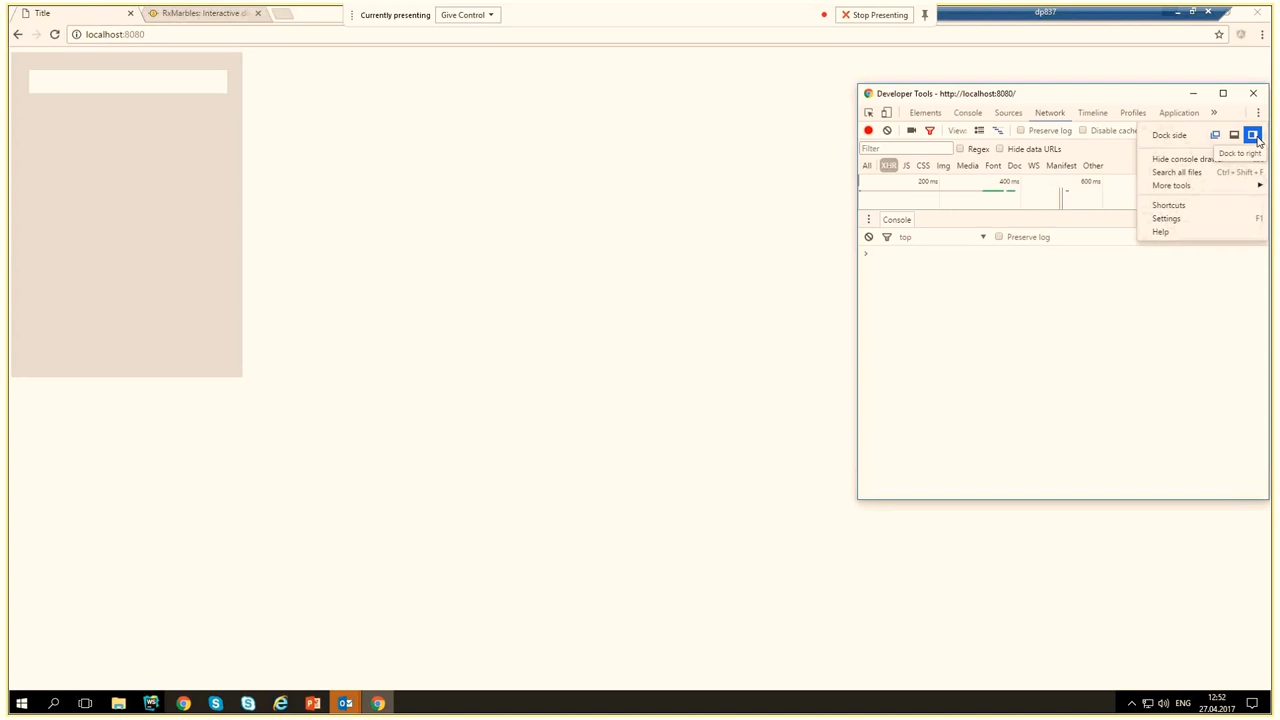 Title
RxMarbles: Interactive di
Currently presenting
Give Control
Stop Presenting
dp837
localhost:8080
Developer Tools - http://localhost:8080/
Elements Console Sources Network Timeline Profiles Application »
View: Preserve log Disable cache
Dock side
Dock to right
Filter Regex Hide data URLs
Hide console drawer
All XHR JS CSS Img Media Font Doc WS Manifest Other
Search all files Ctrl + Shift + F
200 ms 400 ms 600 ms
More tools
Shortcuts
Settings F1
Help
Console
top Preserve log
>
ENG
12:52
27.04.2017